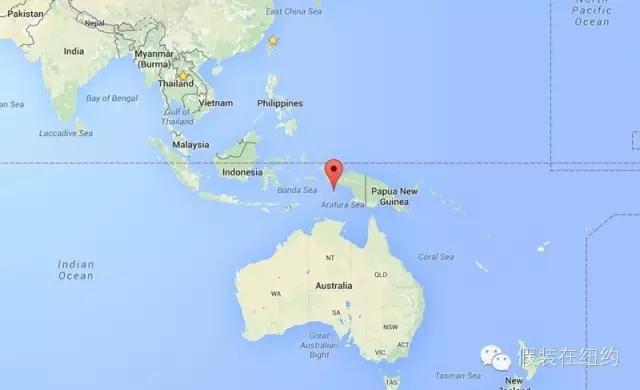 Pakistan
Nepal
India
East China Sea
North
Pacific
Ocean
Myanmar
(Burma)
Thailand
Vietnam
Philippines
Bay of Bengal
Gulf of
Thailand
Laccadive Sea
Malaysia
Indonesia
Banda Sea
Papua New
Guinea
Arafura Sea
Coral Sea
Indian
Ocean
NT
QLD
WA
Australia
SA
NSW
ACT
VIC
Great
Australian
Bight
Tasman Sea
TAS
New
Zealand
假装在纽约